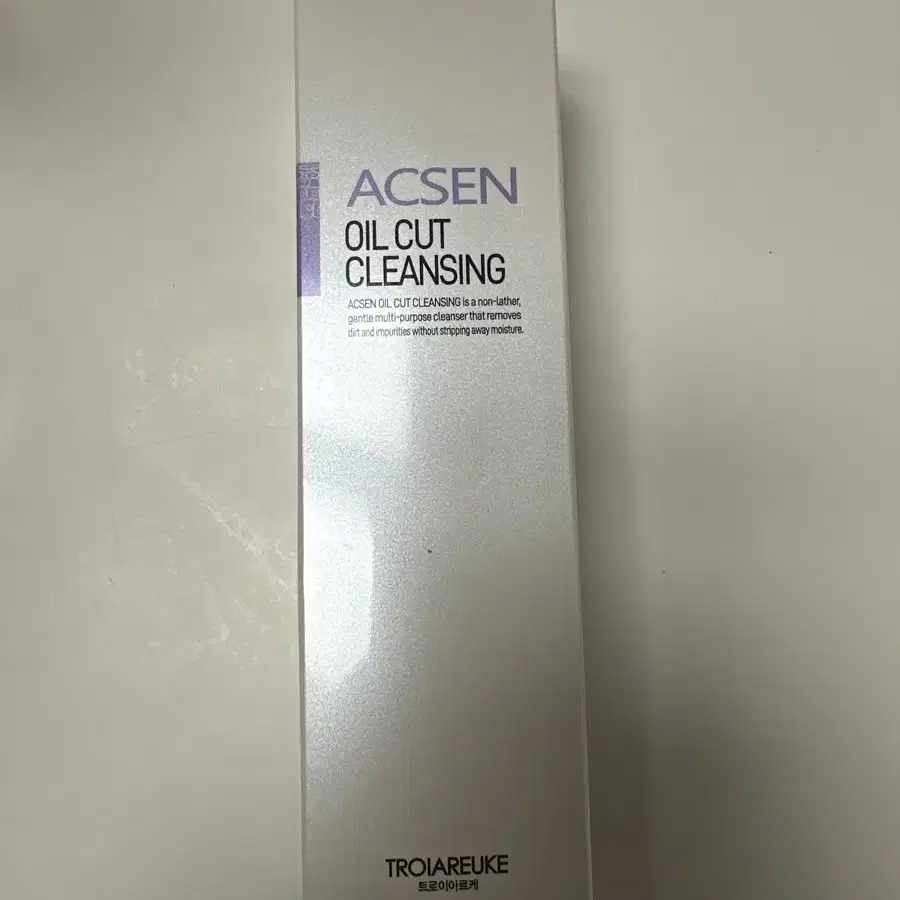 ACSEN
OIL CUT
CLEANSING
ACSEN OIL CUT CLEANSING is a non-lather,
gentle multi-purpose cleanser that removes
dirt and impurities without stripping away moisture.
TROIAREUKE
트로이아르케